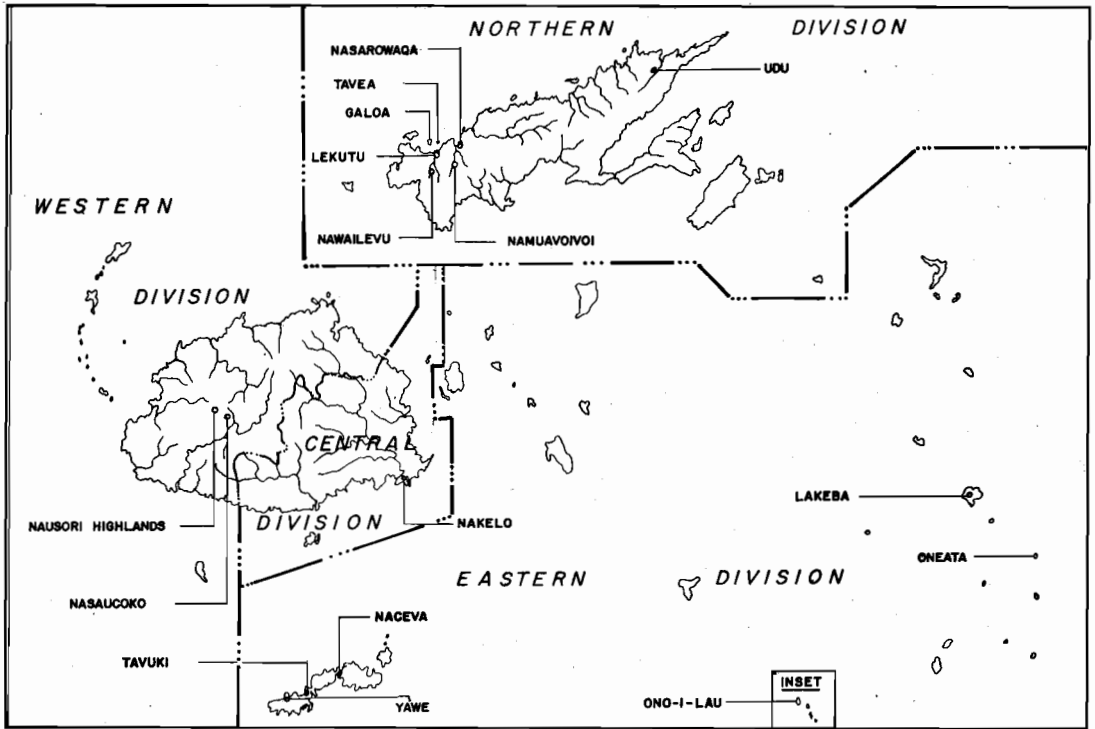 NORTHERN DIVISION
NASAROWAQA
UDU
TAVEA
GALOA
LEKUTU
WESTERN
NAWAILEVU
NAMUAVOIVOI
DIVISION
CENTRAL
LAKEBA
NAUSORI HIGHLANDS
DIVISION
NAKELO
ONEATA
EASTERN DIVISION
NASAUCOKO
NACEVA
TAVUKI
INSET
YAWE
ONO-I-LAU